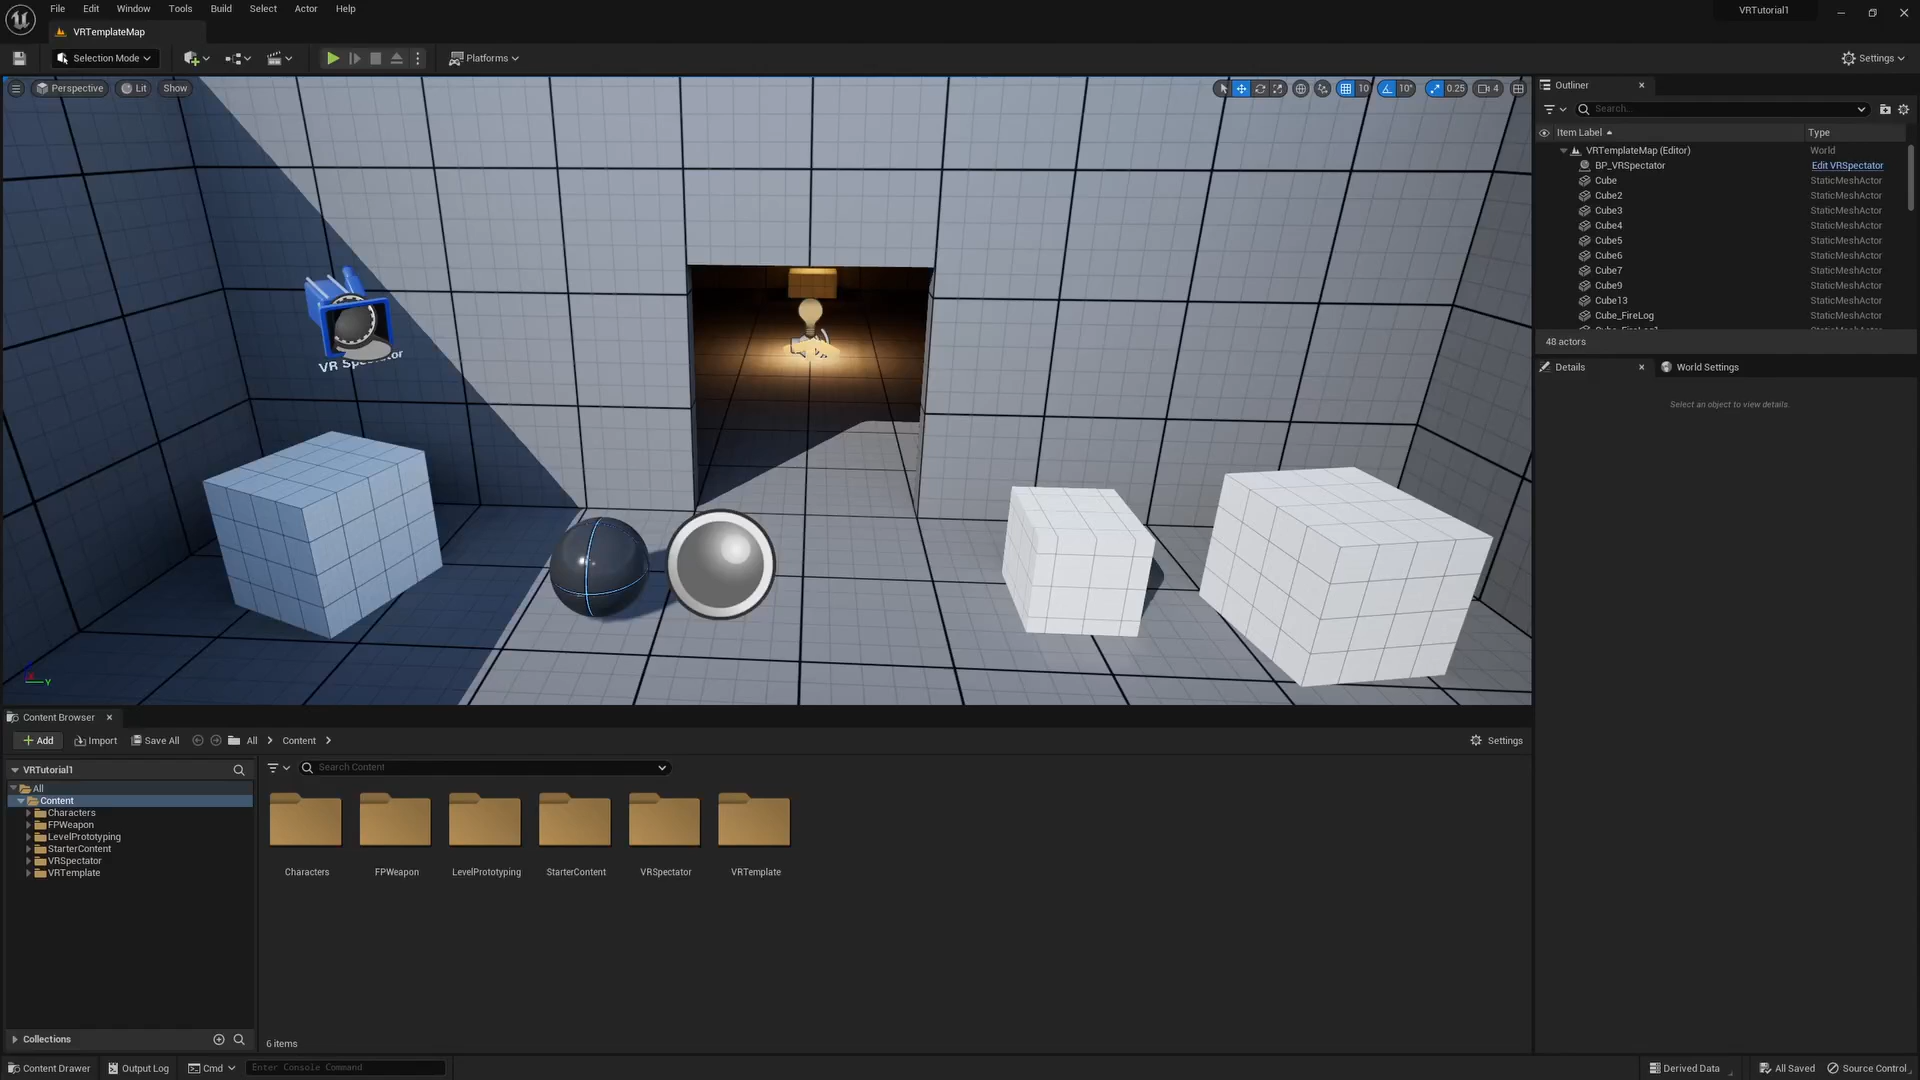 File Edit Window Tools Build Select Actor Help
VRTutorial1
VRTemplateMap
Selection Mode
Platforms
Settings
Perspective
Lit
Show
10
10°
0.25
4
VR
Outliner
Search...
Item Label
Type
VRTemplateMap (Editor) World
BP_VRSpectator Edit VRSpectator
Cube StaticMeshActor
Cube2 StaticMeshActor
Cube3 StaticMeshActor
Cube4 StaticMeshActor
Cube5 StaticMeshActor
Cube6 StaticMeshActor
Cube7 StaticMeshActor
Cube9 StaticMeshActor
Cube13 StaticMeshActor
Cube_FireLog StaticMeshActor
48 actors
Details
World Settings
Select an object to view details.
Content Browser
Add
Import
Save All
All
Content
Settings
VRTutorial1
Search Content
All
Content
Characters
FPWeapon
LevelPrototyping
StarterContent
VRSpectator
VRTemplate
Characters FPWeapon LevelPrototyping StarterContent VRSpectator VRTemplate
Collections
6 items
Content Drawer
Output Log
Cmd
Enter Console Command
Derived Data
All Saved
Source Control
Y